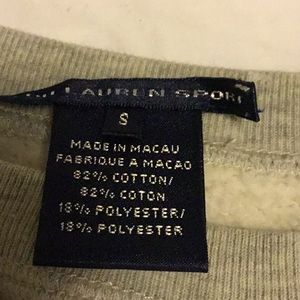 LAUREN SPORT
S
MADE IN MACAU
FABRIQUE A MACAO
82% COTTON/
82% COTON
18% POLYESTER/
18% POLYESTER